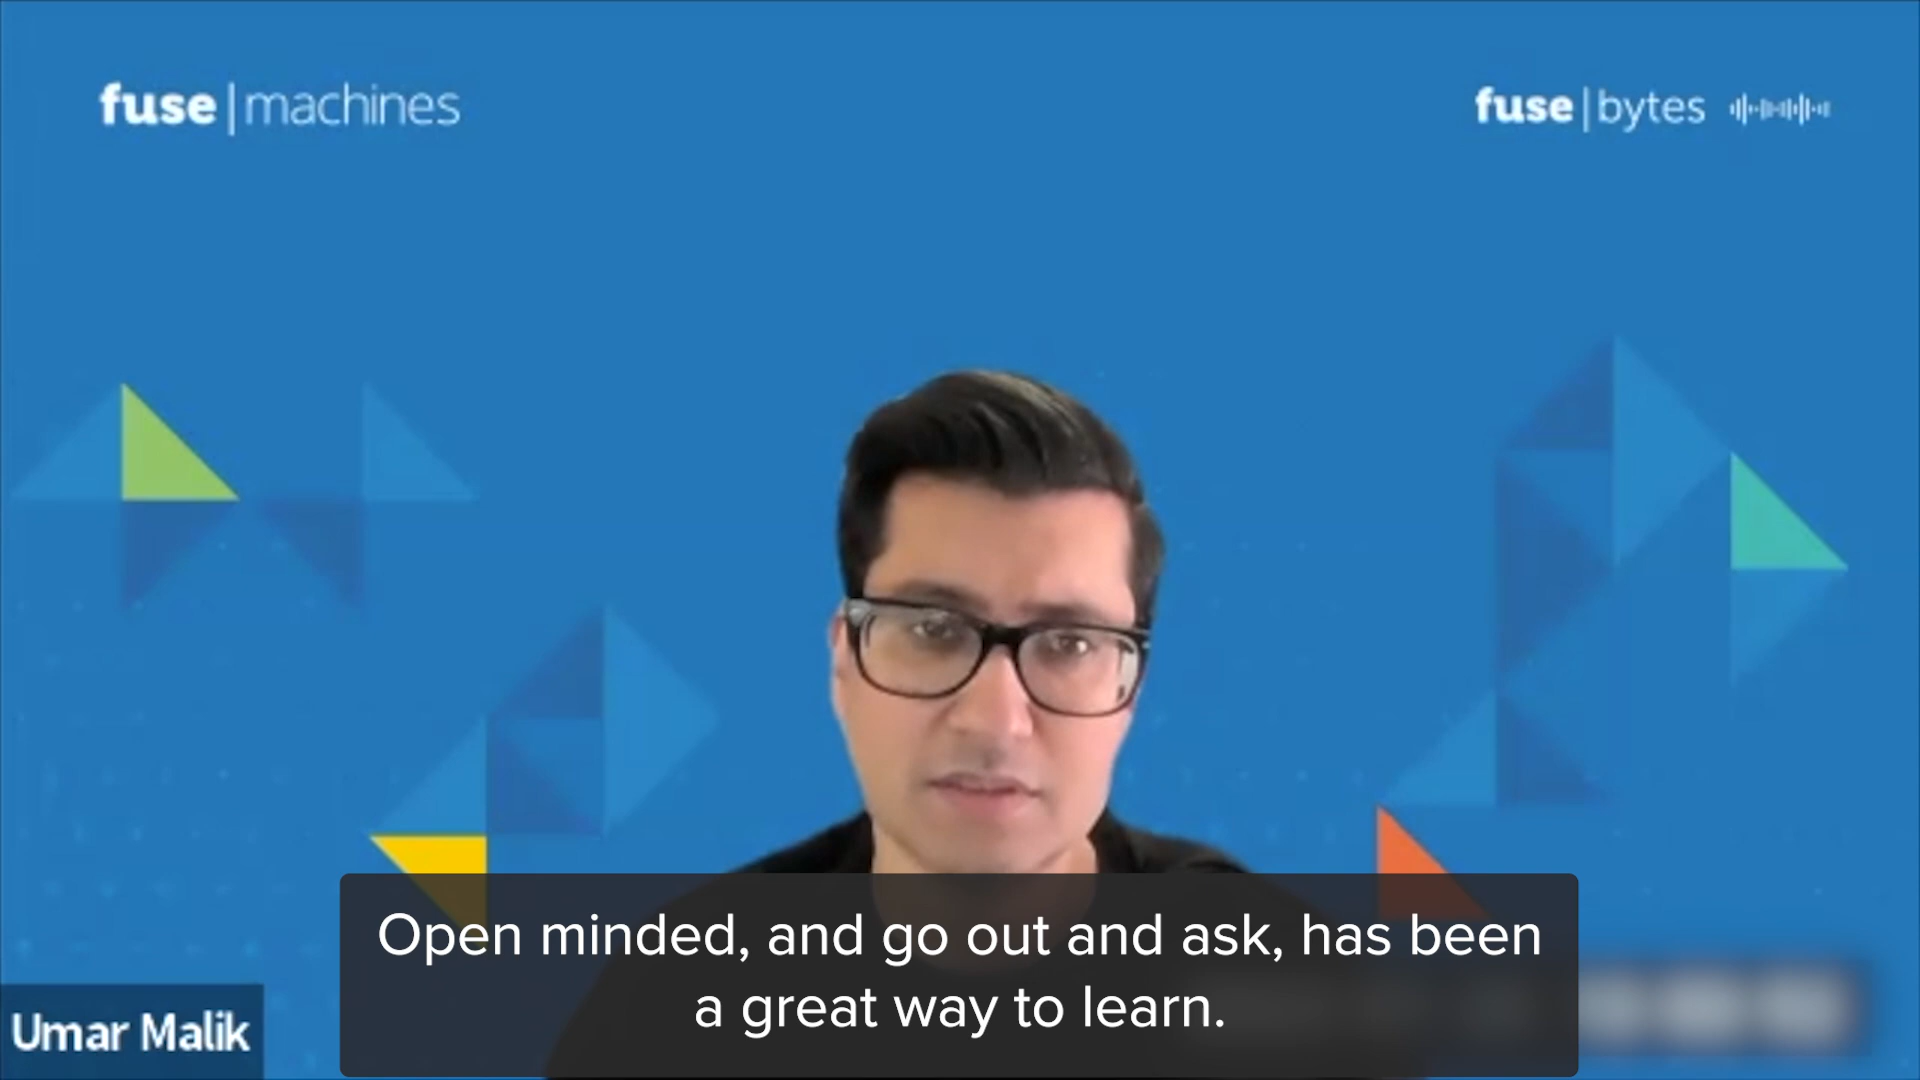 fuse|machines
fuse|bytes
Open minded, and go out and ask, has been
a great way to learn.
Umar Malik